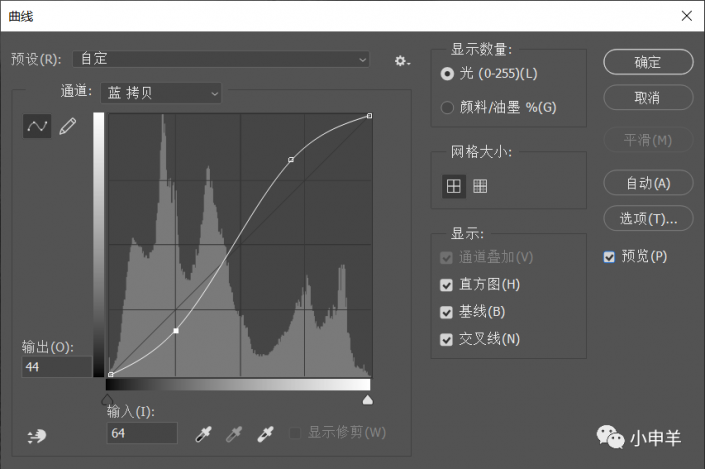 曲线
预设(R): 自定
通道: 蓝 拷贝
输出(O):
44
输入(I):
64
显示修剪(W)
显示数量:
光 (0-255)(L)
颜料/油墨 %(G)
网格大小:
显示:
通道叠加(V)
直方图(H)
基线(B)
交叉线(N)
确定
取消
平滑(M)
自动(A)
选项(T)...
预览(P)
小申羊